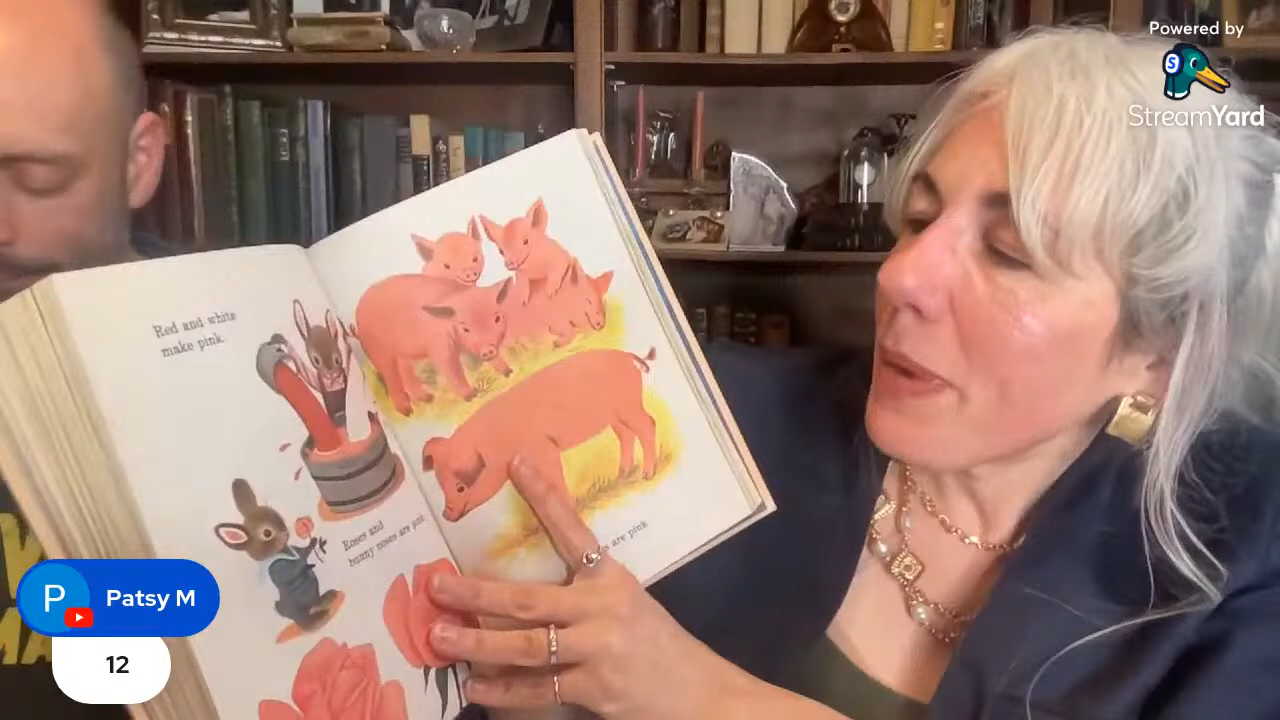 Powered by
StreamYard
Red and white
make pink.
Roses and
bunny noses are pink.
are pink.
P
Patsy M
12